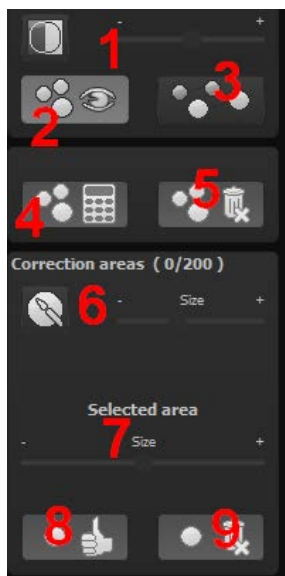 - +
1
2
3
4
5
Correction areas ( 0/200 )
6
- Size +
Selected area
7
- Size +
8
9